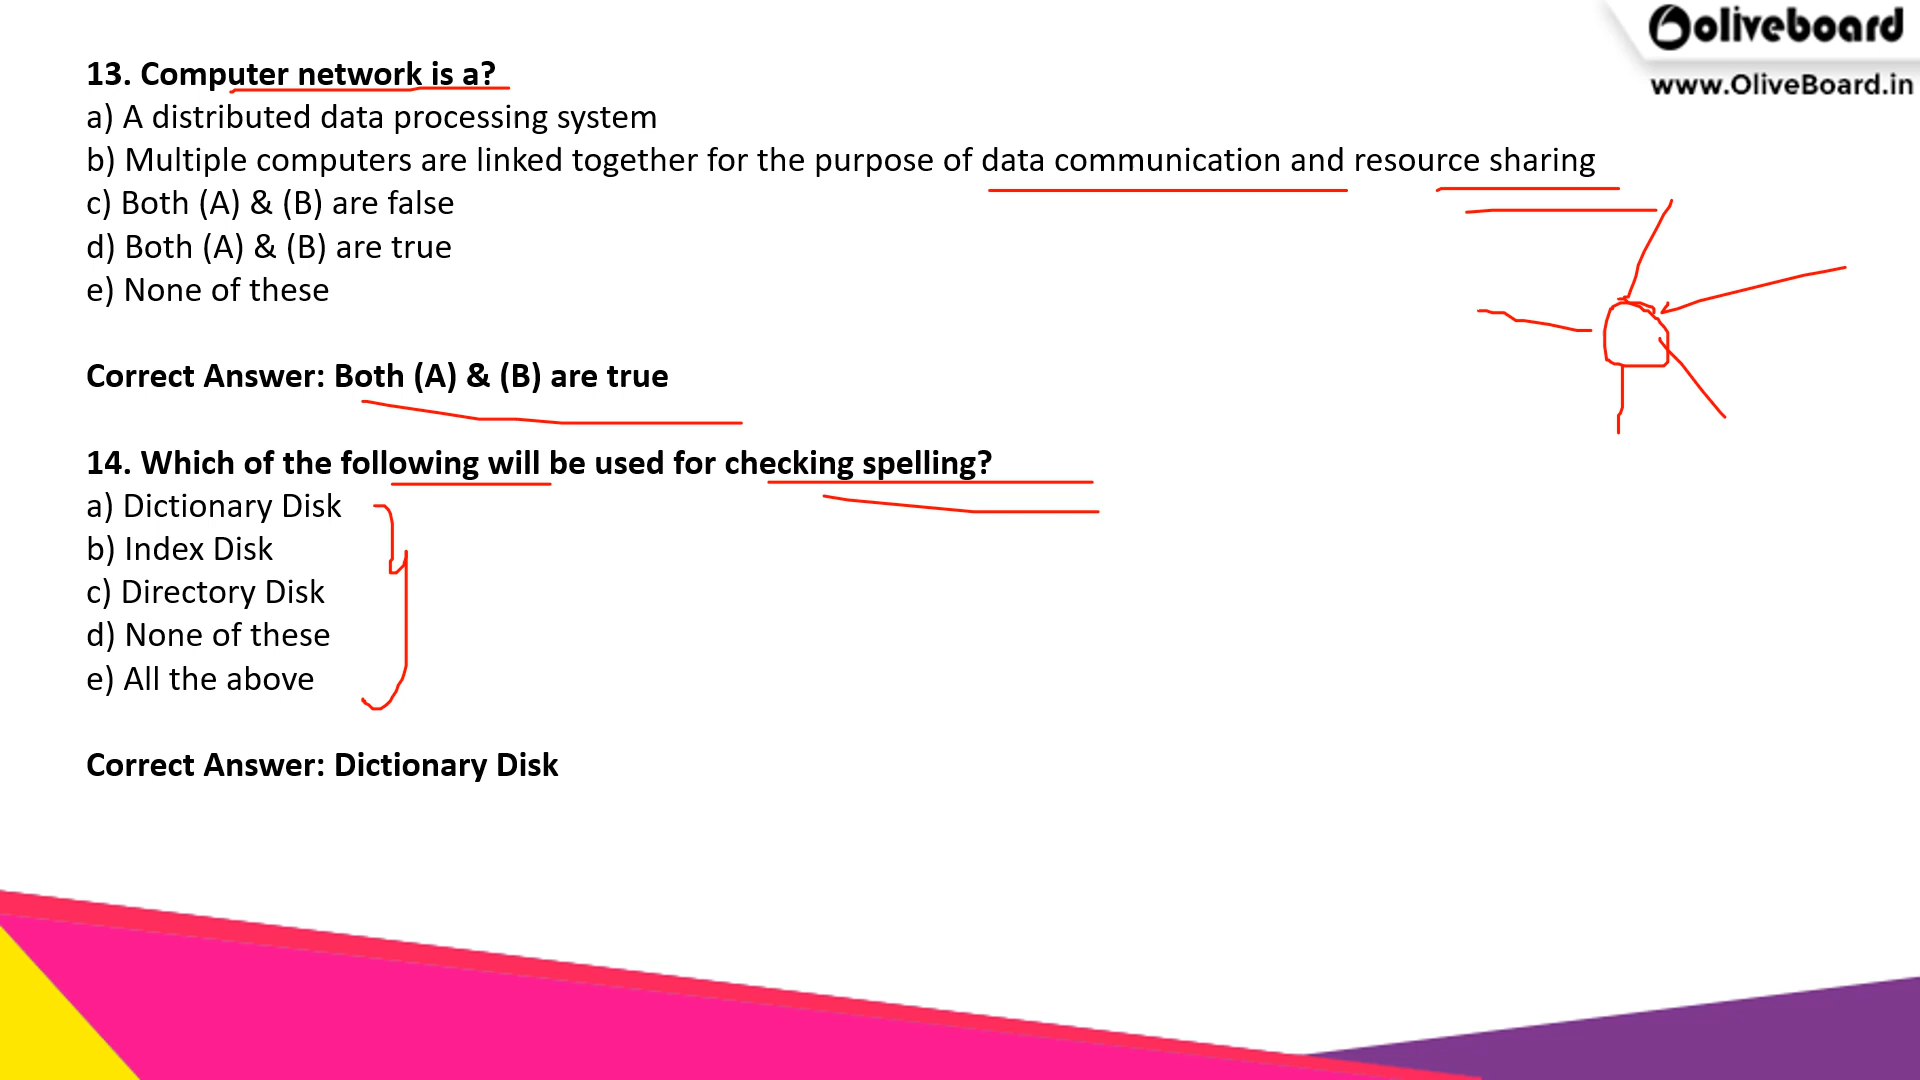 oliveboard
www.OliveBoard.in
13. Computer network is a?
a) A distributed data processing system
b) Multiple computers are linked together for the purpose of data communication and resource sharing
c) Both (A) & (B) are false
d) Both (A) & (B) are true
e) None of these
Correct Answer: Both (A) & (B) are true
14. Which of the following will be used for checking spelling?
a) Dictionary Disk
b) Index Disk
c) Directory Disk
d) None of these
e) All the above
Correct Answer: Dictionary Disk